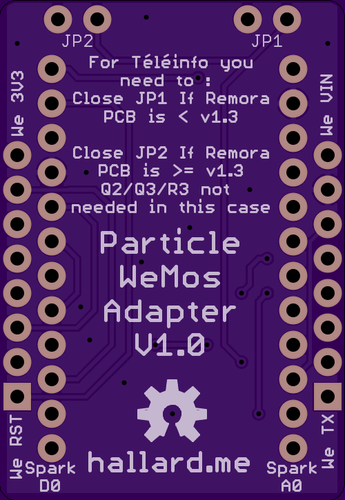 JP2
JP1
For Téléinfo you
need to :
Close JP1 If Remora
PCB is < v1.3
Close JP2 If Remora
PCB is >= v1.3
Q2/Q3/R3 not
needed in this case
We 3V3
We VIN
Particle
WeMos
Adapter
V1.0
hallard.me
We RST
Spark
D0
We TX
Spark
A0